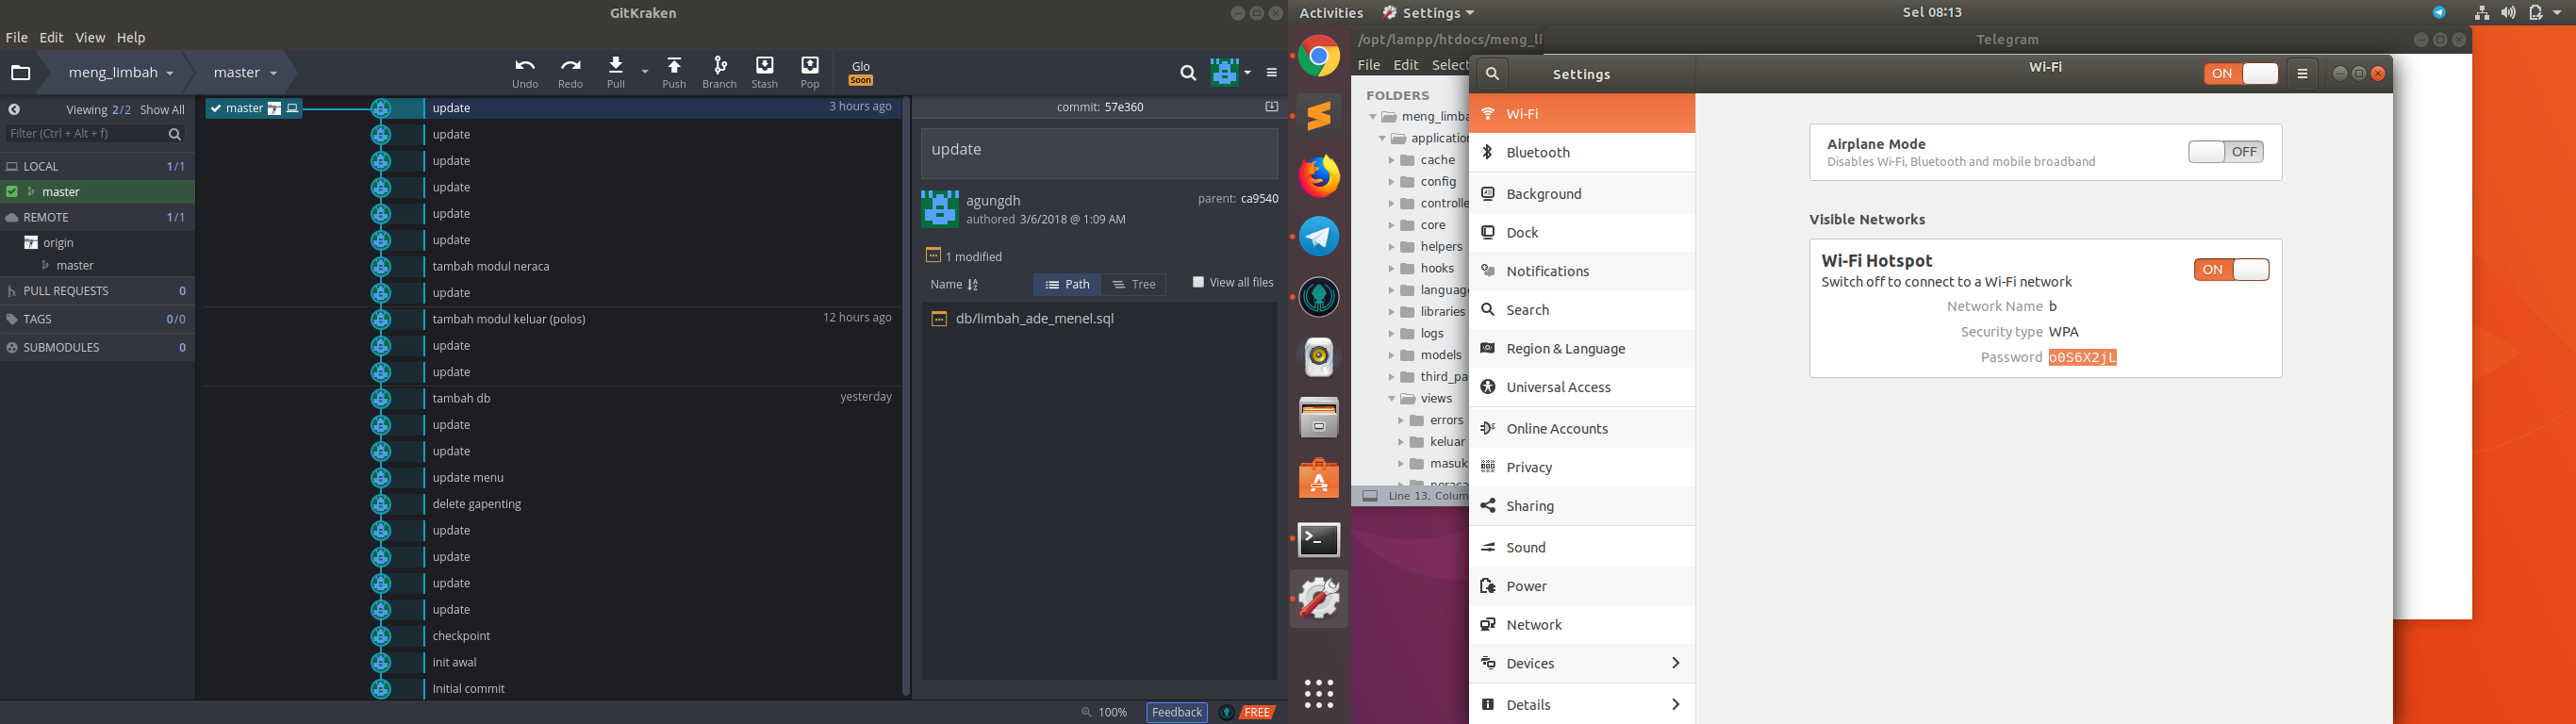 GitKraken
File Edit View Help
meng_limbah
master
Undo
Redo
Pull
Push
Branch
Stash
Pop
Glo
Soon
Viewing 2/2 Show All
Filter (Ctrl + Alt + f)
LOCAL 1/1
master
REMOTE 1/1
origin
master
PULL REQUESTS 0
TAGS 0/0
SUBMODULES 0
master
update 3 hours ago
update
update
update
update
update
tambah modul neraca
update
tambah modul keluar (polos) 12 hours ago
update
update
tambah db yesterday
update
update
update menu
delete gapenting
update
update
update
update
checkpoint
init awal
Initial commit
commit: 57e360
update
agungdh
authored 3/6/2018 @ 1:09 AM
parent: ca9540
1 modified
Name
Path
Tree
View all files
db/limbah_ade_menel.sql
100%
Feedback
FREE
Activities
Settings
Sel 08:13
/opt/lampp/htdocs/meng_li
Telegram
File Edit Select
FOLDERS
meng_limba
application
cache
config
controlle
core
helpers
hooks
language
libraries
logs
models
third_pa
views
errors
keluar
masuk
neraca
Line 13, Colum
Settings
Wi-Fi
ON
Wi-Fi
Bluetooth
Background
Dock
Notifications
Search
Region & Language
Universal Access
Online Accounts
Privacy
Sharing
Sound
Power
Network
Devices
Details
Airplane Mode
Disables Wi-Fi, Bluetooth and mobile broadband
OFF
Visible Networks
Wi-Fi Hotspot
Switch off to connect to a Wi-Fi network
ON
Network Name b
Security type WPA
Password o0S6X2jL